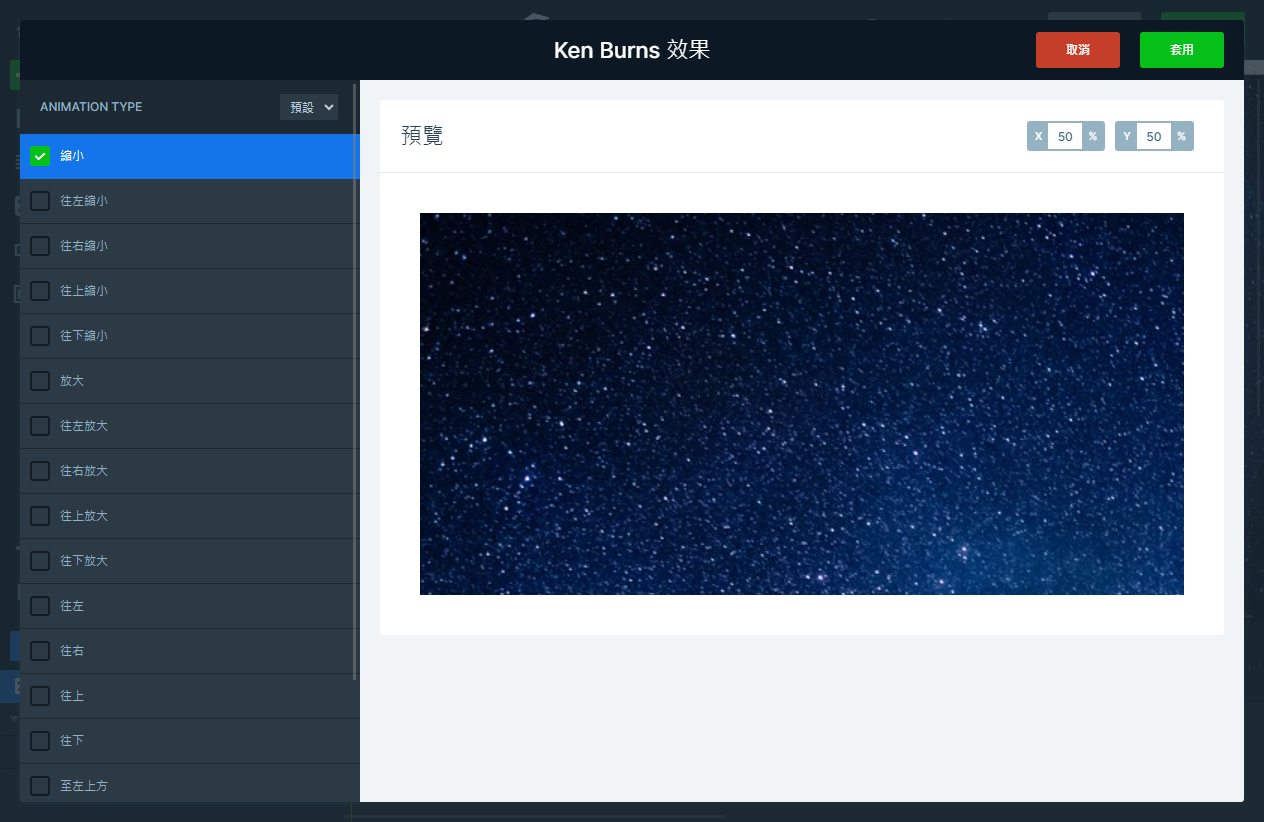 Ken Burns 效果
取消
套用
ANIMATION TYPE
預設
縮小
往左縮小
往右縮小
往上縮小
往下縮小
放大
往左放大
往右放大
往上放大
往下放大
往左
往右
往上
往下
至左上方
預覽
X 50 %
Y 50 %